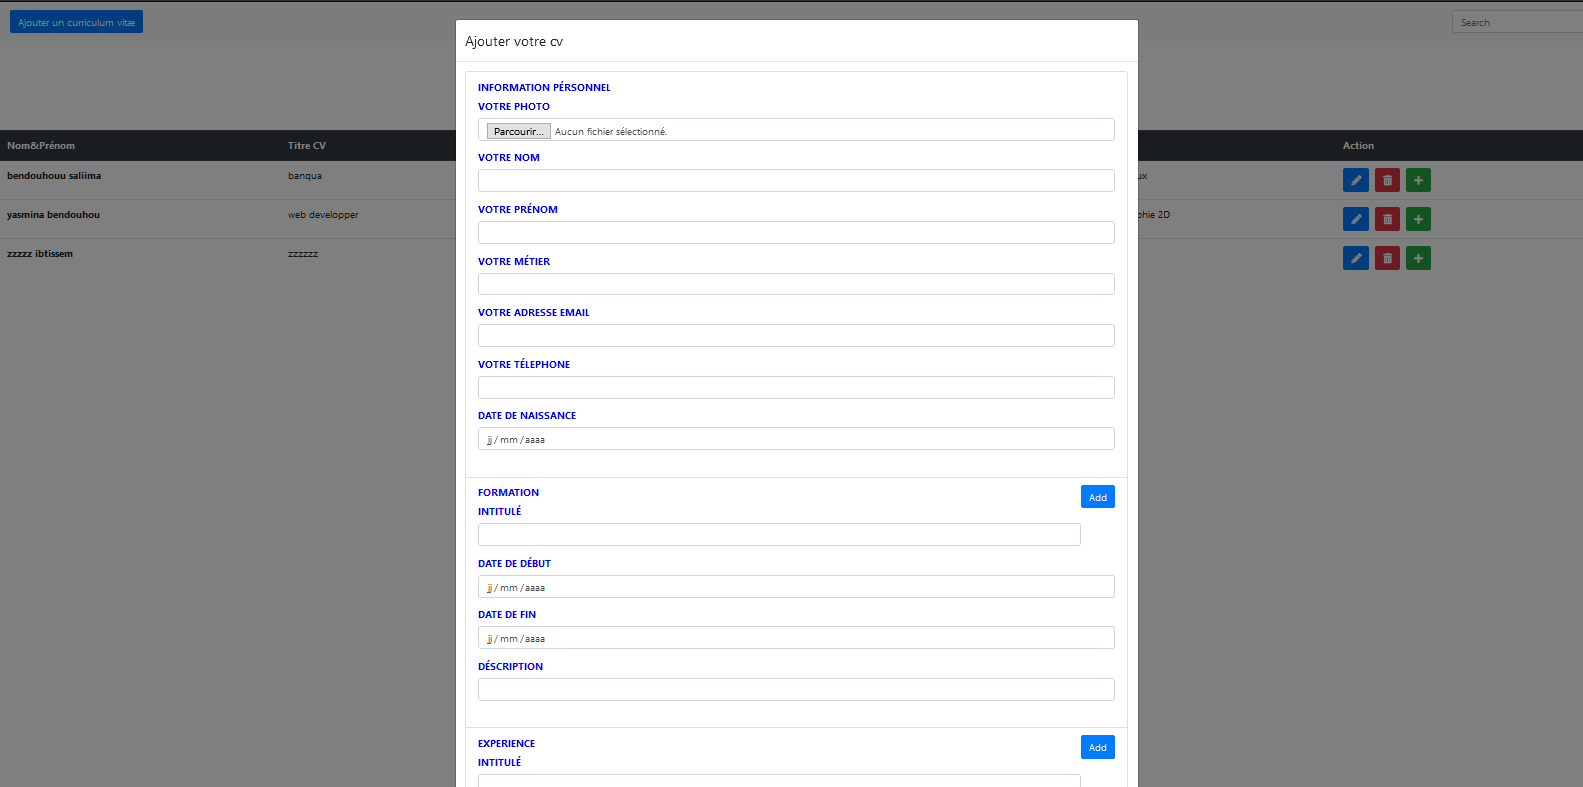 Ajouter un curriculum vitæ
Search
Ajouter votre cv
INFORMATION PÉRSONNEL
VOTRE PHOTO
Parcourir... Aucun fichier sélectionné.
VOTRE NOM
VOTRE PRÉNOM
VOTRE MÉTIER
VOTRE ADRESSE EMAIL
VOTRE TÉLEPHONE
DATE DE NAISSANCE
jj / mm / aaaa
FORMATION
Add
INTITULÉ
DATE DE DÉBUT
jj / mm / aaaa
DATE DE FIN
jj / mm / aaaa
DÉSCRIPTION
EXPERIENCE
Add
INTITULÉ
Nom&Prénom Titre CV Action
bendouhouu saliima banqua ux
yasmina bendouhou web developper phie 2D
zzzzz ibtissem zzzzzz